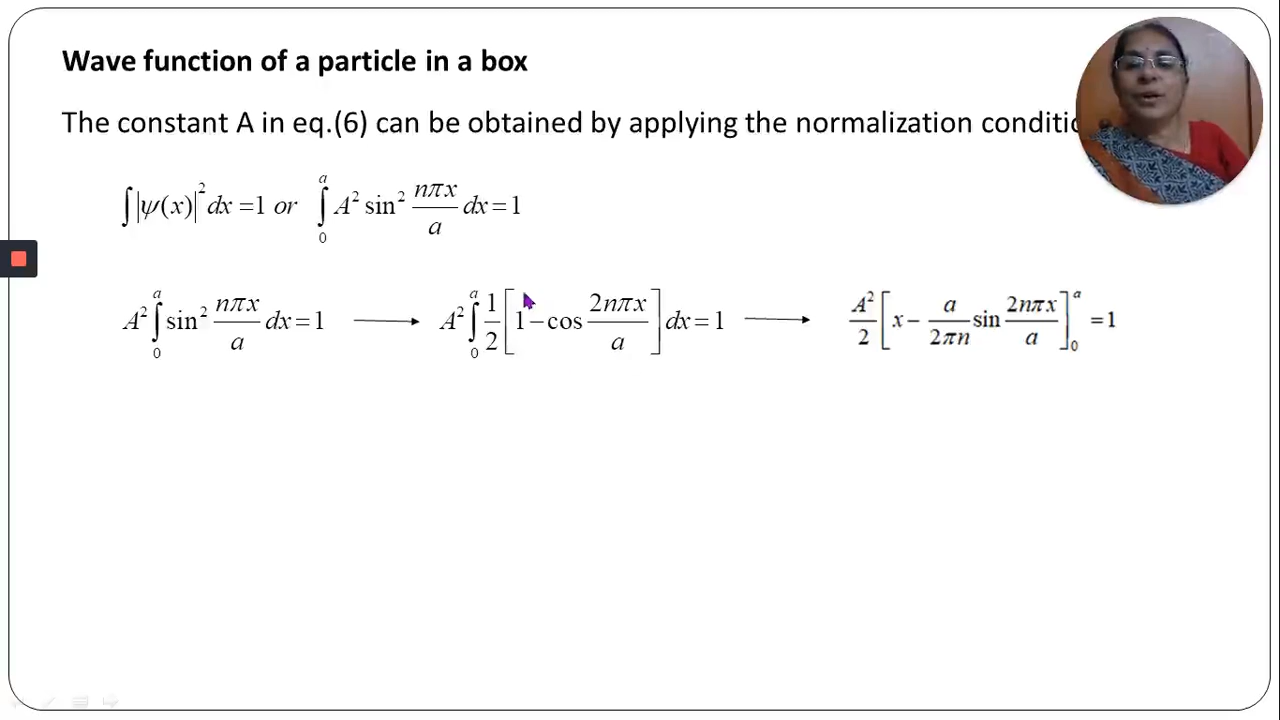 Wave function of a particle in a box
The constant A in eq.(6) can be obtained by applying the normalization
∫|ψ(x)|² dx = 1 or ∫₀ᵃ A² sin² nπx/a dx = 1
A² ∫₀ᵃ sin² nπx/a dx = 1 → A² ∫₀ᵃ 1/2 [1 − cos 2nπx/a] dx = 1 → A²/2 [x − a/2πn sin 2nπx/a]₀ᵃ = 1